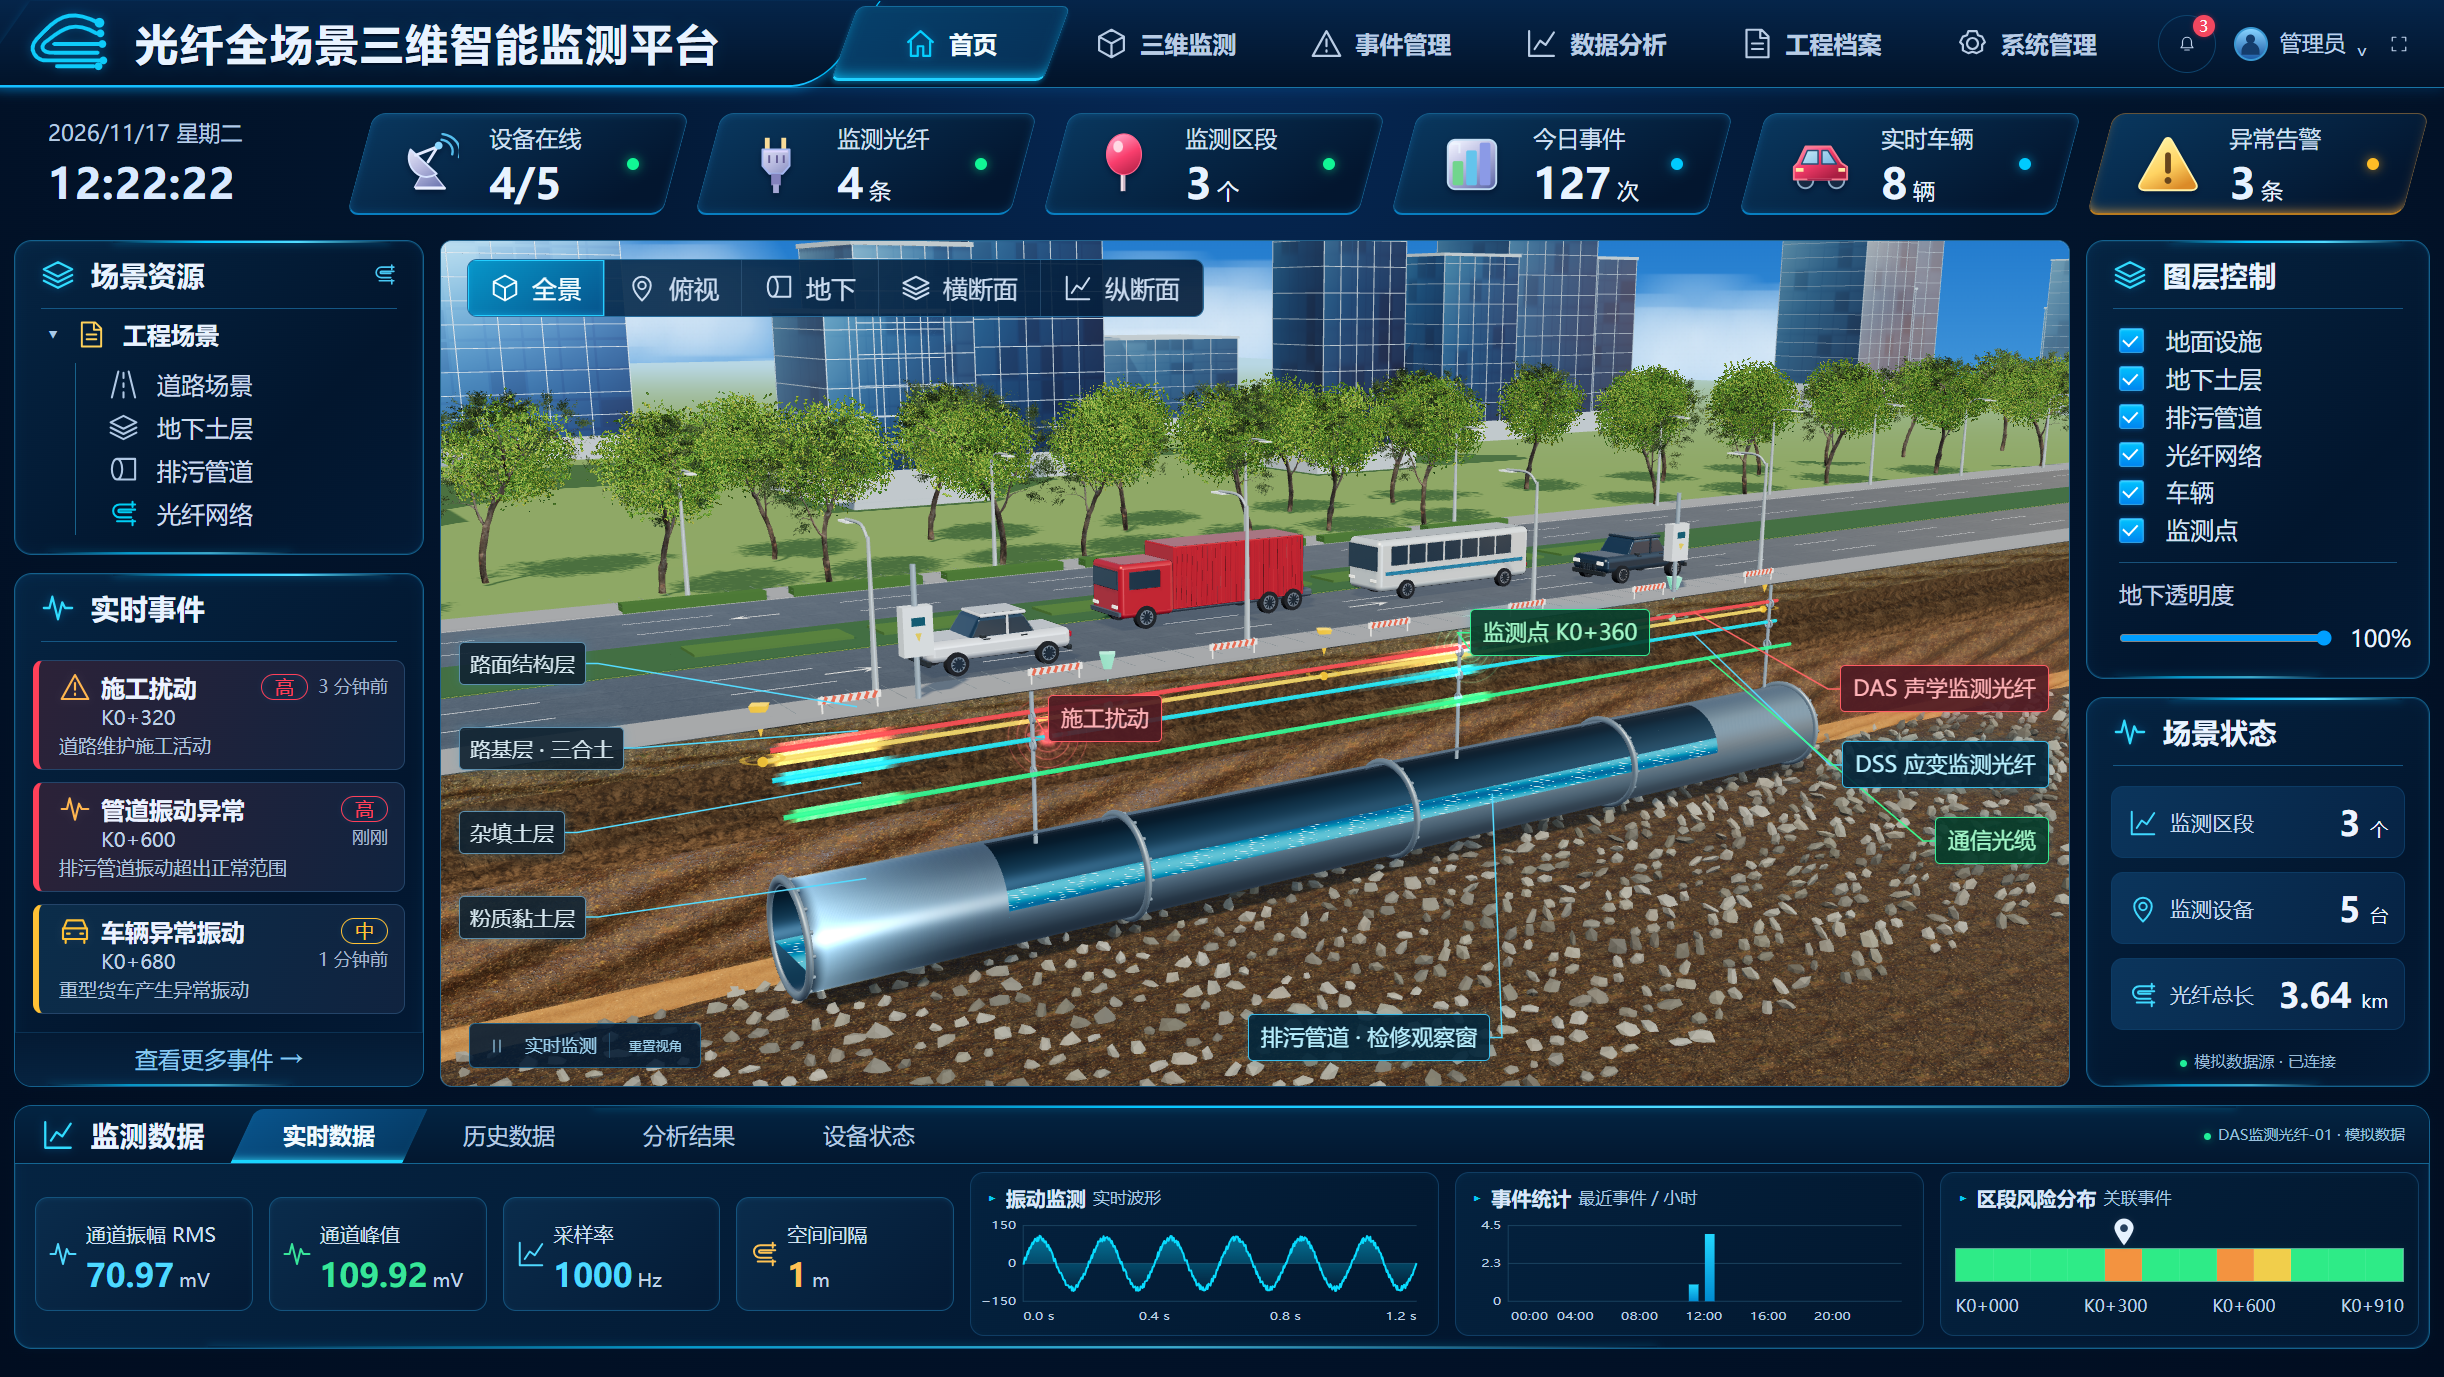 光纤全场景三维智能监测平台
首页
三维监测
事件管理
数据分析
工程档案
系统管理
3
管理员
2026/11/17 星期二
12:22:22
设备在线
4/5
监测光纤
4 条
监测区段
3 个
今日事件
127 次
实时车辆
8 辆
异常告警
3 条
场景资源
工程场景
道路场景
地下土层
排污管道
光纤网络
实时事件
施工扰动 高 3 分钟前
K0+320
道路维护施工活动
管道振动异常 高
K0+600 刚刚
排污管道振动超出正常范围
车辆异常振动 中
K0+680 1 分钟前
重型货车产生异常振动
查看更多事件 →
全景
俯视
地下
横断面
纵断面
路面结构层
路基层 · 三合土
杂填土层
粉质黏土层
施工扰动
监测点 K0+360
DAS 声学监测光纤
DSS 应变监测光纤
通信光缆
排污管道 · 检修观察窗
实时监测
重置视角
图层控制
地面设施
地下土层
排污管道
光纤网络
车辆
监测点
地下透明度
100%
场景状态
监测区段 3 个
监测设备 5 台
光纤总长 3.64 km
模拟数据源 · 已连接
监测数据
实时数据
历史数据
分析结果
设备状态
DAS监测光纤-01 · 模拟数据
通道振幅 RMS
70.97 mV
通道峰值
109.92 mV
采样率
1000 Hz
空间间隔
1 m
振动监测 实时波形
150
0
−150
0.0 s 0.4 s 0.8 s 1.2 s
事件统计 最近事件 / 小时
4.5
2.3
0
00:00 04:00 08:00 12:00 16:00 20:00
区段风险分布 关联事件
K0+000 K0+300 K0+600 K0+910